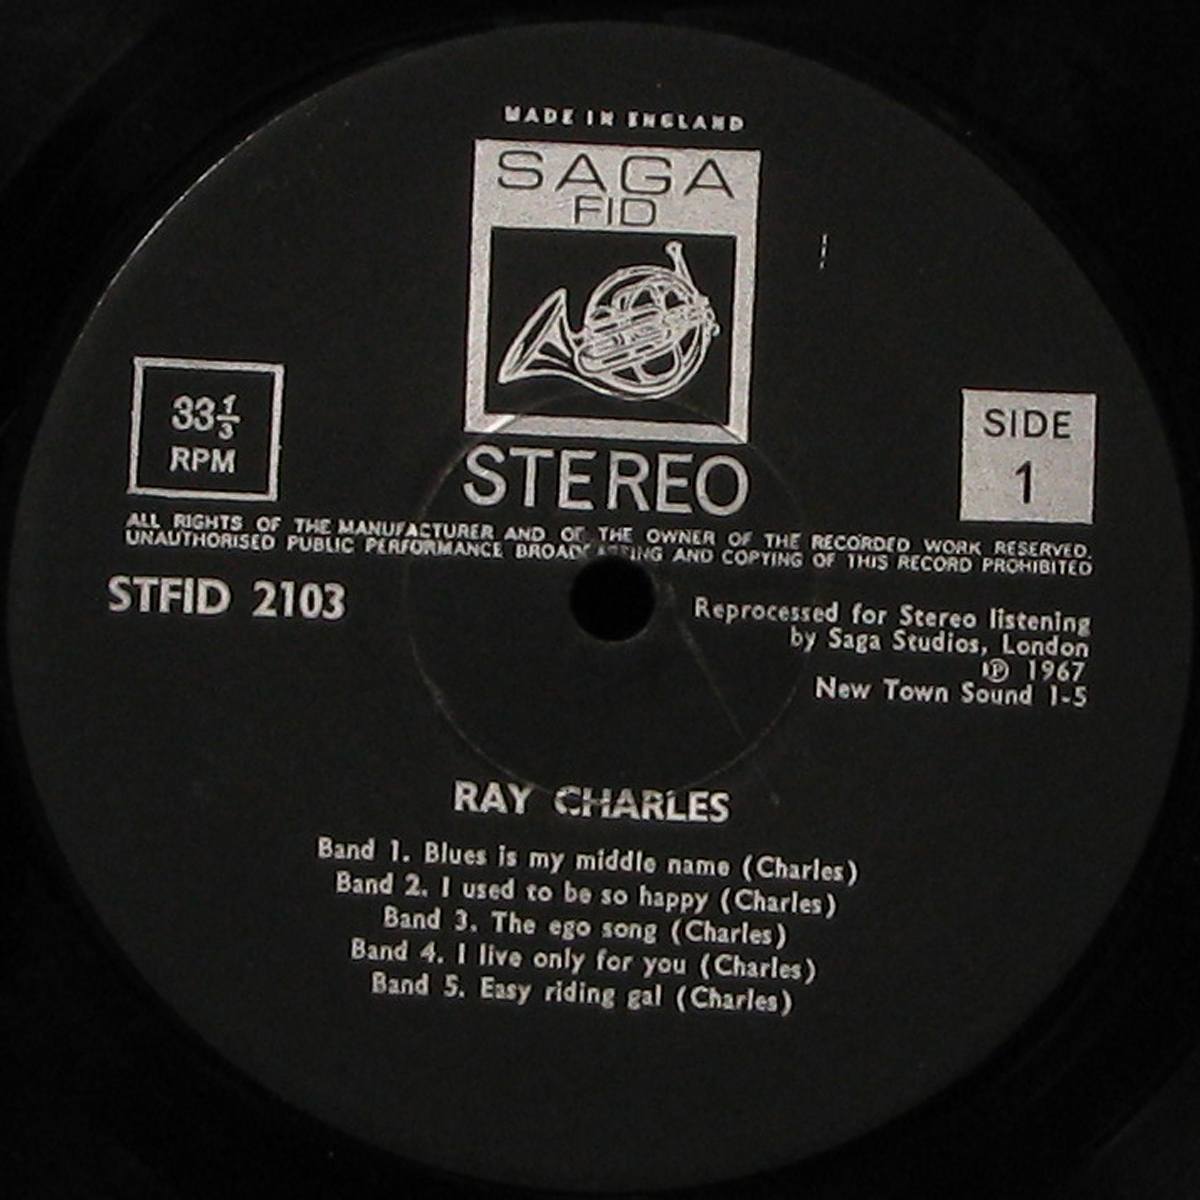 MADE IN ENGLAND
SAGA
FID
33 1/3
RPM
SIDE
1
STEREO
ALL RIGHTS OF THE MANUFACTURER AND OF THE OWNER OF THE RECORDED WORK RESERVED.
UNAUTHORISED PUBLIC PERFORMANCE BROADCASTING AND COPYING OF THIS RECORD PROHIBITED
STFID 2103
Reprocessed for Stereo listening
by Saga Studios, London
℗ 1967
New Town Sound 1-5
RAY CHARLES
Band 1. Blues is my middle name (Charles)
Band 2. I used to be so happy (Charles)
Band 3. The ego song (Charles)
Band 4. I live only for you (Charles)
Band 5. Easy riding gal (Charles)